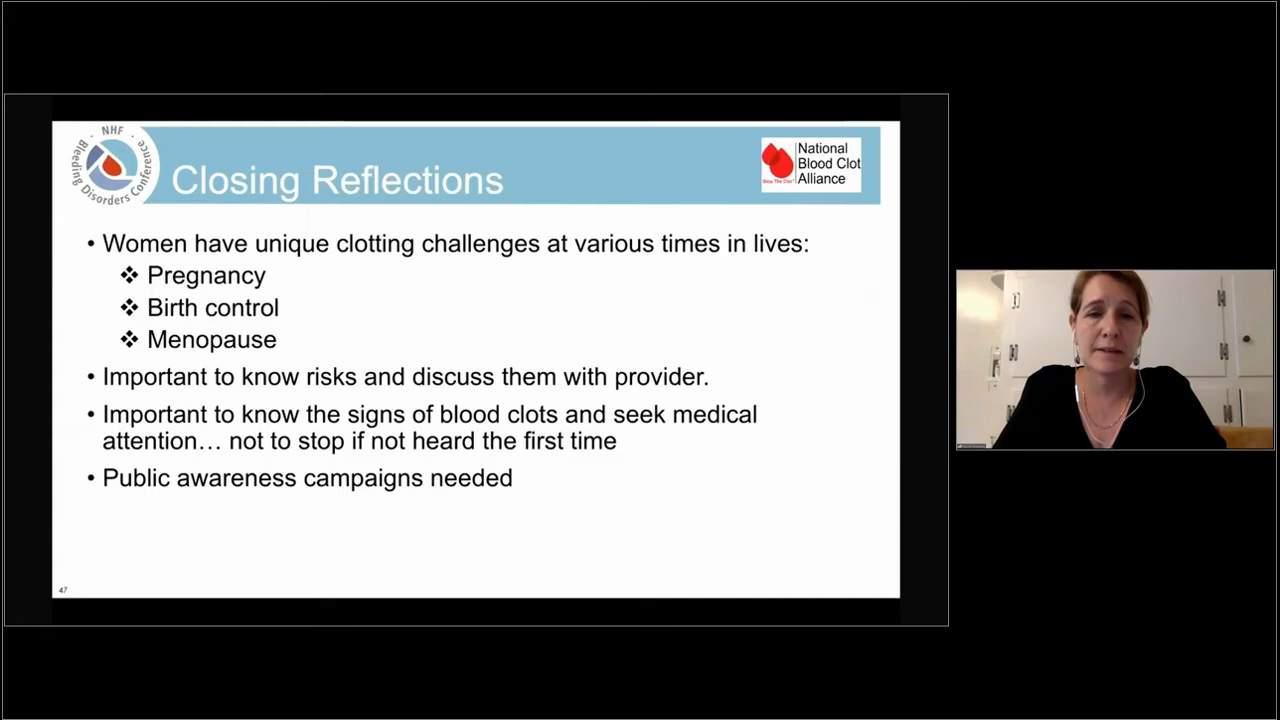 NHF
Bleeding Disorders Conference
Closing Reflections
National
Blood Clot
Alliance
Stop The Clot
• Women have unique clotting challenges at various times in lives:
❖ Pregnancy
❖ Birth control
❖ Menopause
• Important to know risks and discuss them with provider.
• Important to know the signs of blood clots and seek medical
attention… not to stop if not heard the first time
• Public awareness campaigns needed
47